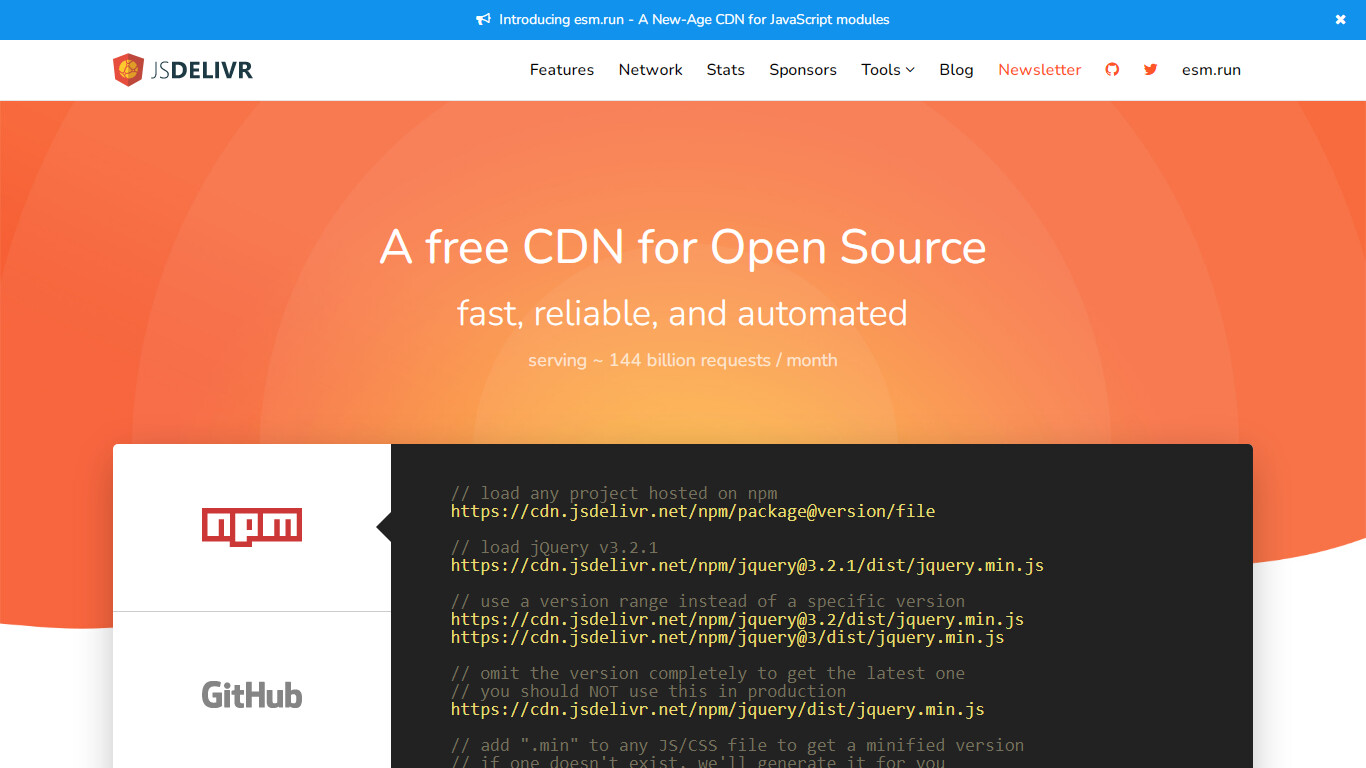 Introducing esm.run - A New-Age CDN for JavaScript modules
JSDELIVR
Features Network Stats Sponsors Tools Blog Newsletter esm.run
A free CDN for Open Source
fast, reliable, and automated
serving ~ 144 billion requests / month
npm
GitHub
// load any project hosted on npm
https://cdn.jsdelivr.net/npm/package@version/file
// load jQuery v3.2.1
https://cdn.jsdelivr.net/npm/jquery@3.2.1/dist/jquery.min.js
// use a version range instead of a specific version
https://cdn.jsdelivr.net/npm/jquery@3.2/dist/jquery.min.js
https://cdn.jsdelivr.net/npm/jquery@3/dist/jquery.min.js
// omit the version completely to get the latest one
// you should NOT use this in production
https://cdn.jsdelivr.net/npm/jquery/dist/jquery.min.js
// add ".min" to any JS/CSS file to get a minified version
// if one doesn't exist, we'll generate it for you